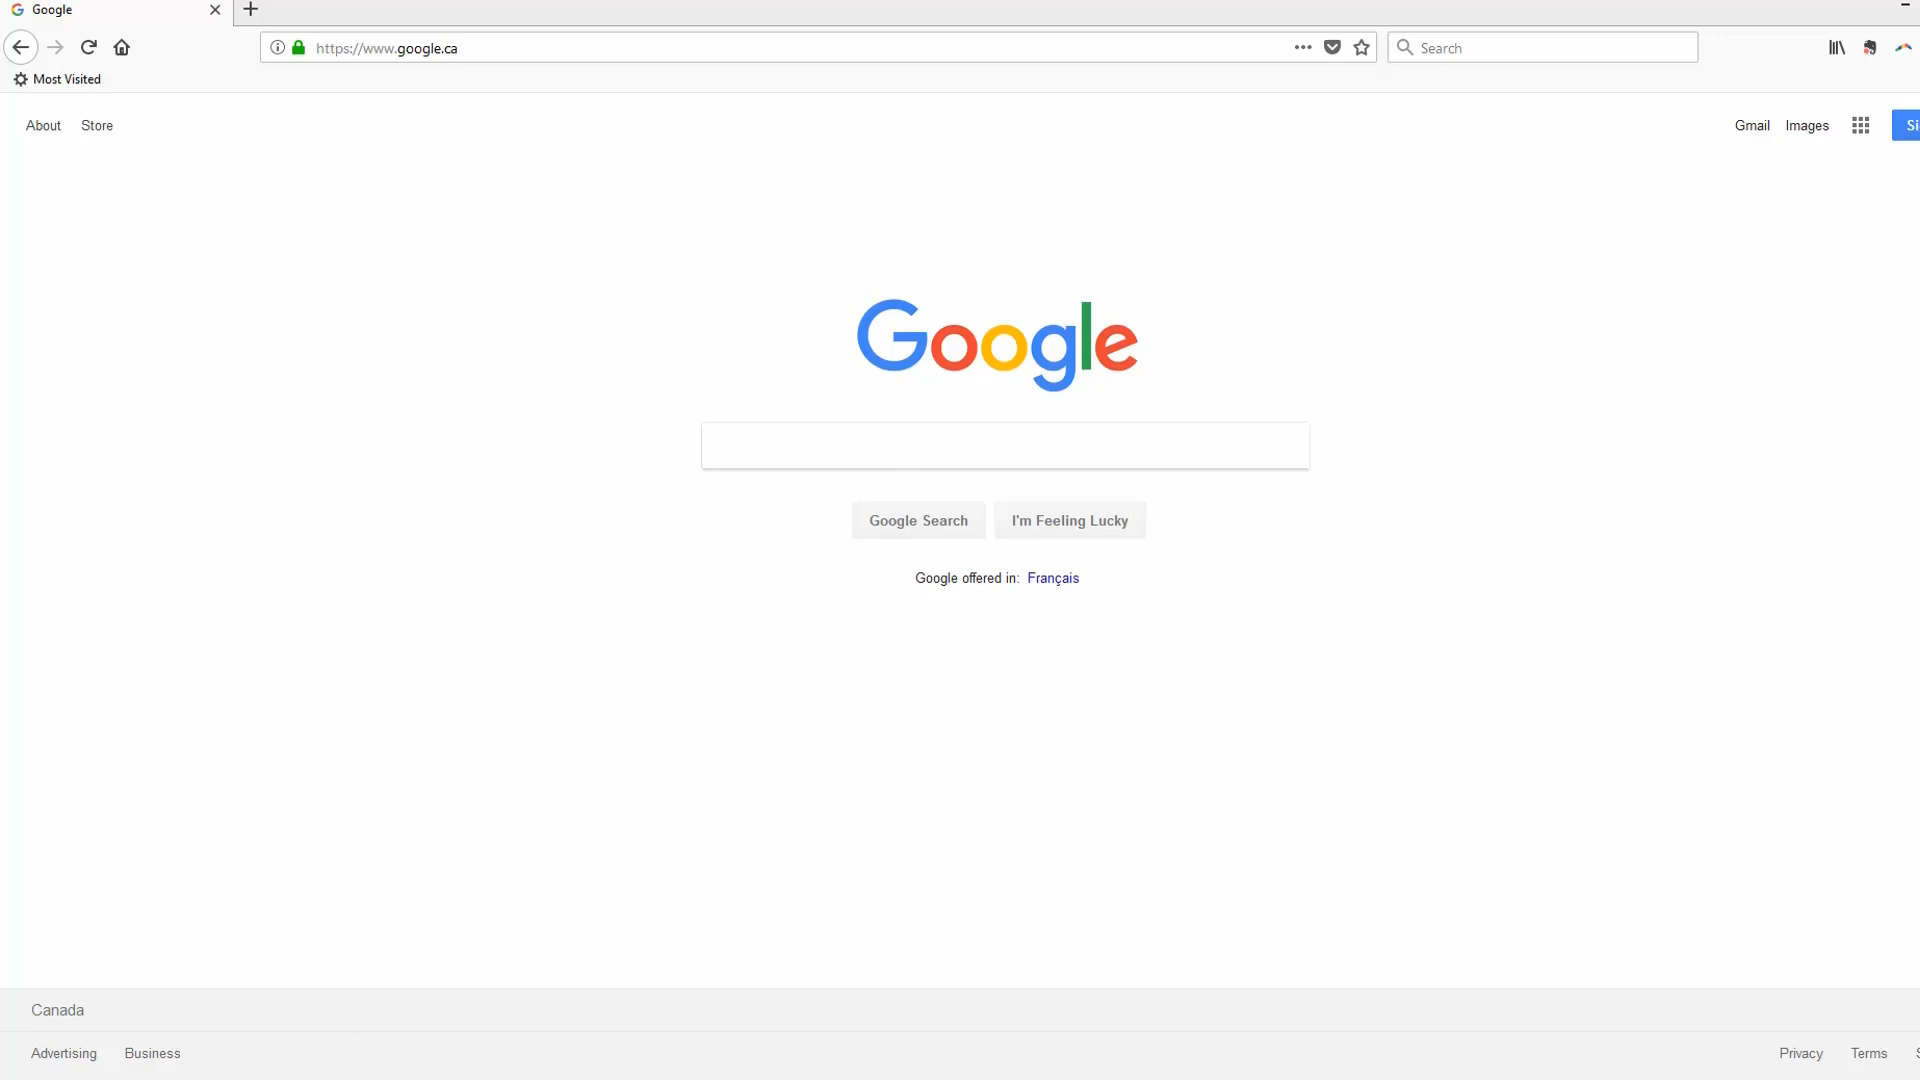 Google
https://www.google.ca
Search
Most Visited
About Store
Gmail Images
Google
Google Search I'm Feeling Lucky
Google offered in: Français
Canada
Advertising Business
Privacy Terms